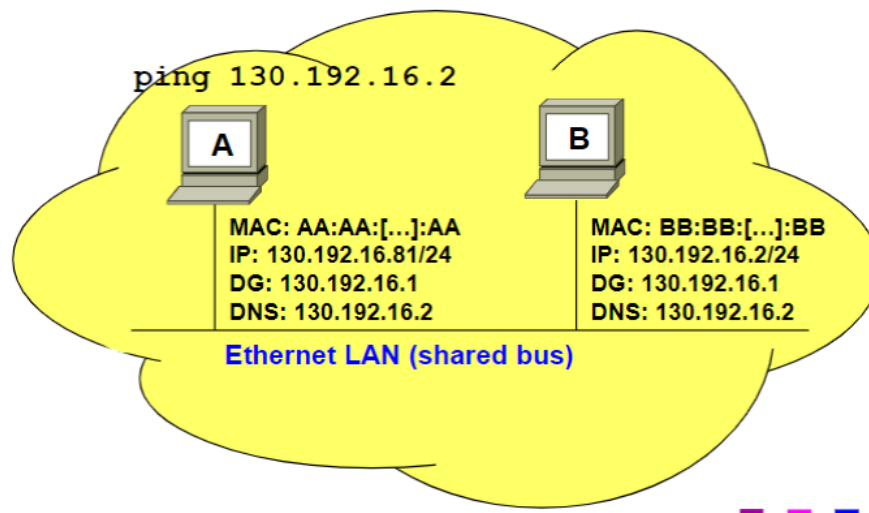 ping 130.192.16.2
A
B
MAC: AA:AA:[...]:AA
IP: 130.192.16.81/24
DG: 130.192.16.1
DNS: 130.192.16.2
MAC: BB:BB:[...]:BB
IP: 130.192.16.2/24
DG: 130.192.16.1
DNS: 130.192.16.2
Ethernet LAN (shared bus)